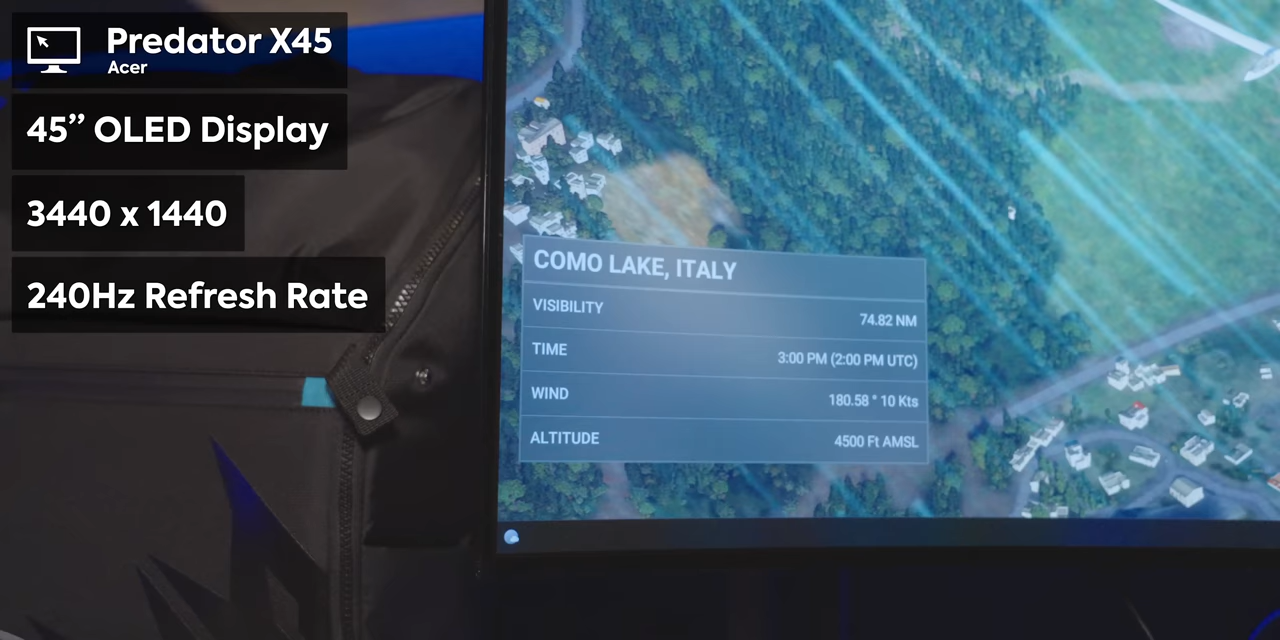 Predator X45
Acer
45” OLED Display
3440 x 1440
240Hz Refresh Rate
COMO LAKE, ITALY
VISIBILITY 74.82 NM
TIME 3:00 PM (2:00 PM UTC)
WIND 180.58 ° 10 Kts
ALTITUDE 4500 Ft AMSL